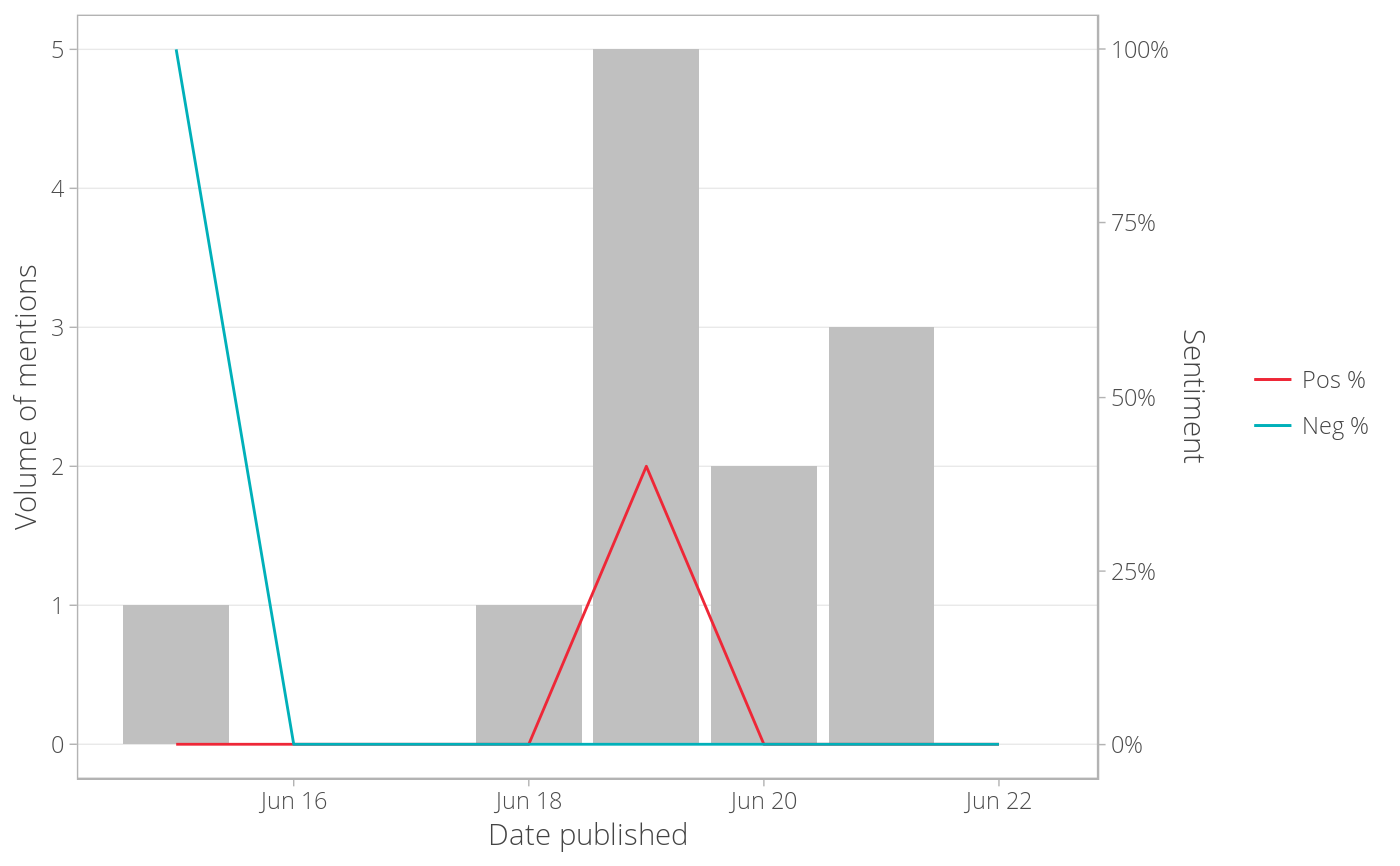 5
4
3
2
1
0
Volume of mentions
100%
75%
50%
25%
0%
Sentiment
Pos %
Neg %
Jun 16
Jun 18
Jun 20
Jun 22
Date published